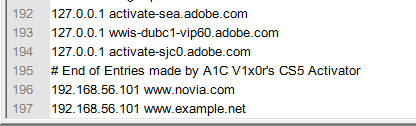 192 127.0.0.1 activate-sea.adobe.com
193 127.0.0.1 wwis-dubc1-vip60.adobe.com
194 127.0.0.1 activate-sjc0.adobe.com
195 # End of Entries made by A1C V1x0r's CS5 Activator
196 192.168.56.101 www.novia.com
197 192.168.56.101 www.example.net